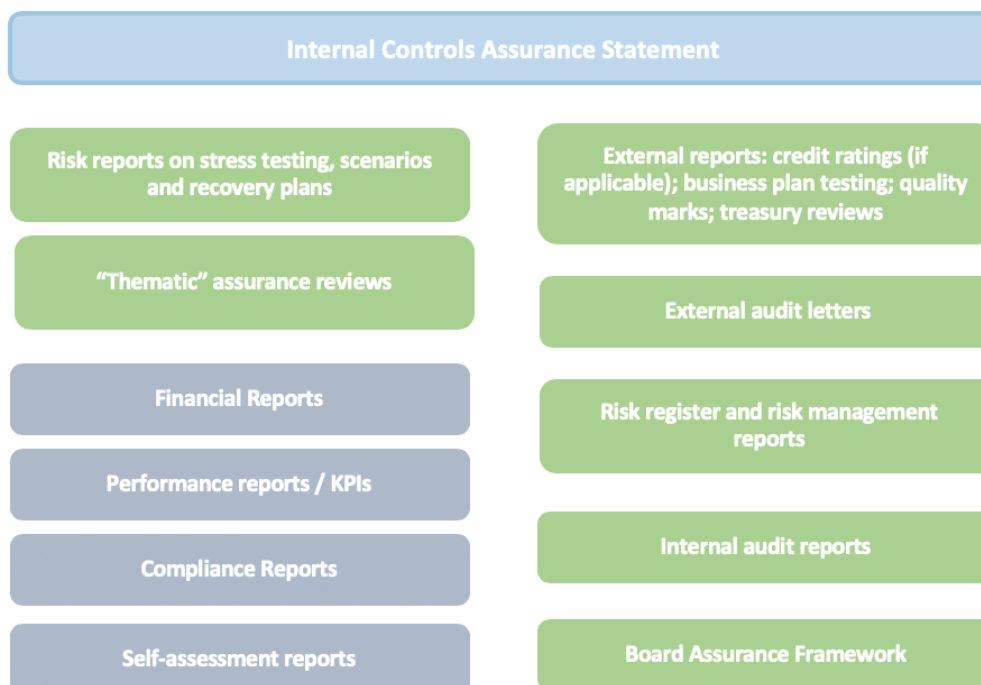 Internal Controls Assurance Statement
Risk reports on stress testing, scenarios
and recovery plans
“Thematic” assurance reviews
Financial Reports
Performance reports / KPIs
Compliance Reports
Self-assessment reports
External reports: credit ratings (if
applicable); business plan testing; quality
marks; treasury reviews
External audit letters
Risk register and risk management
reports
Internal audit reports
Board Assurance Framework